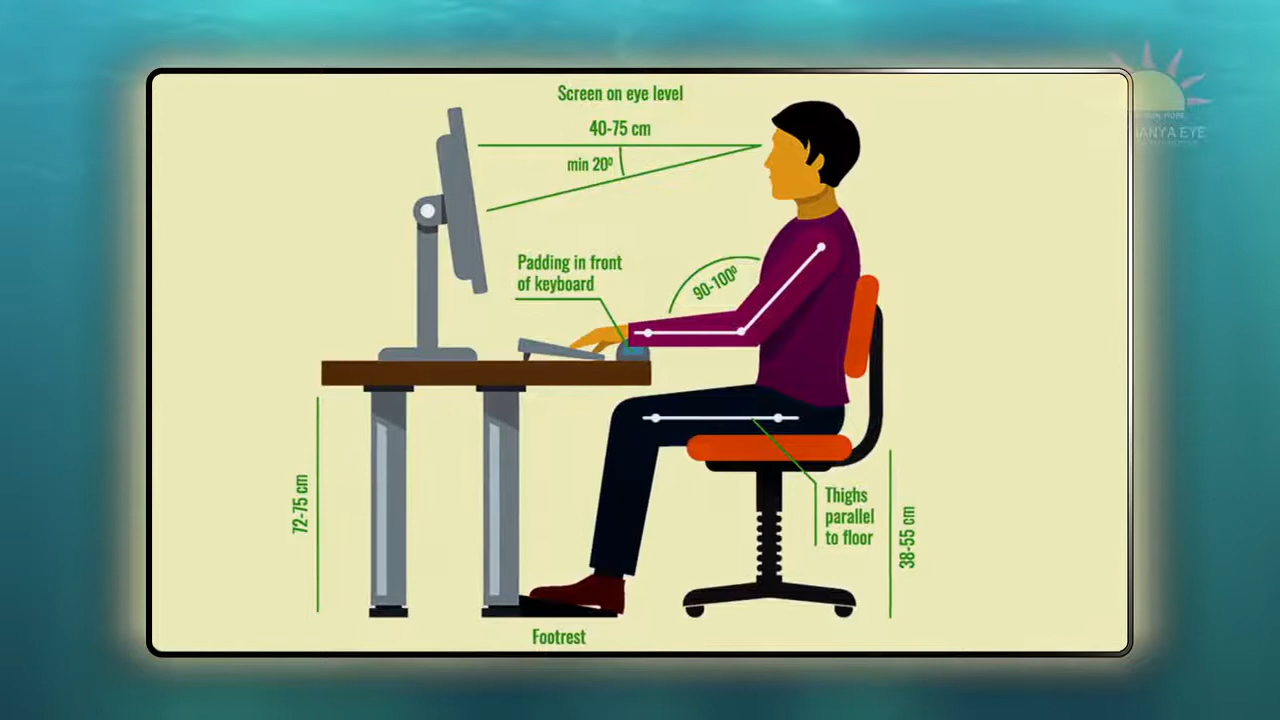 Screen on eye level
40-75 cm
min 20º
Padding in front
of keyboard
90-100º
72-75 cm
Thighs
parallel
to floor
38-55 cm
Footrest
ANYA EYE